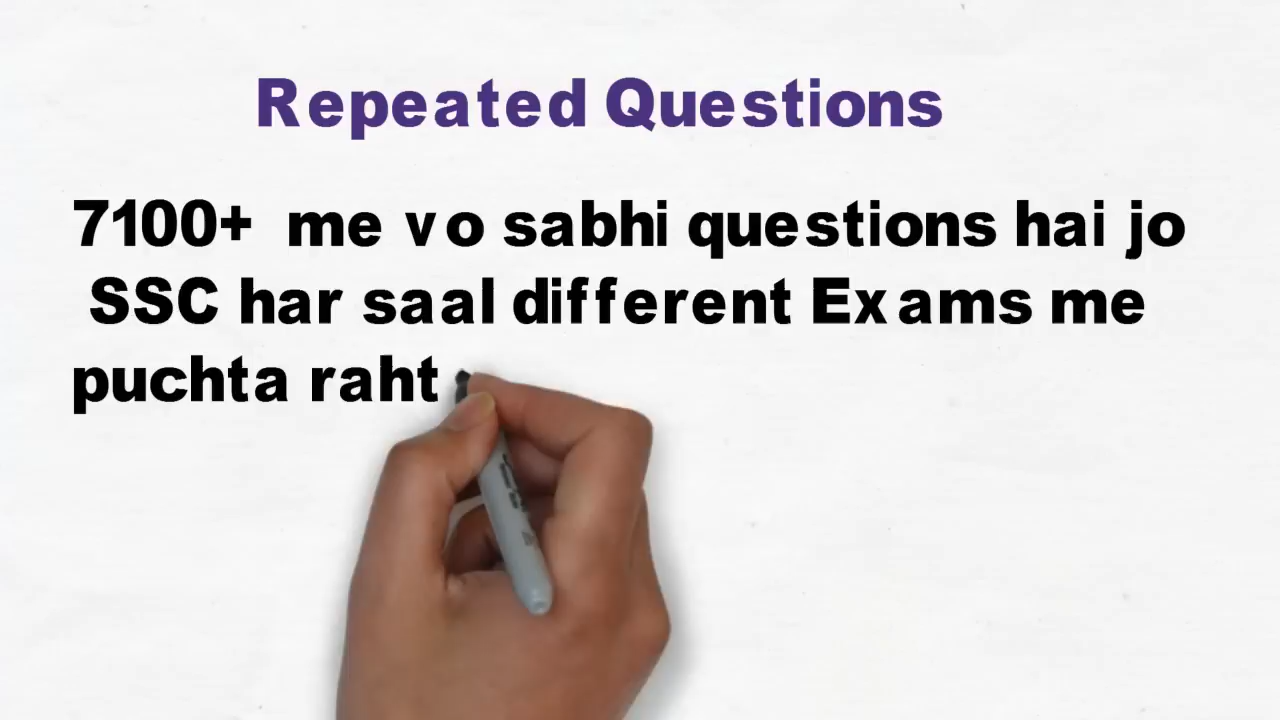 Repeated Questions
7100+ me vo sabhi questions hai jo
SSC har saal different Exams me
puchta raht